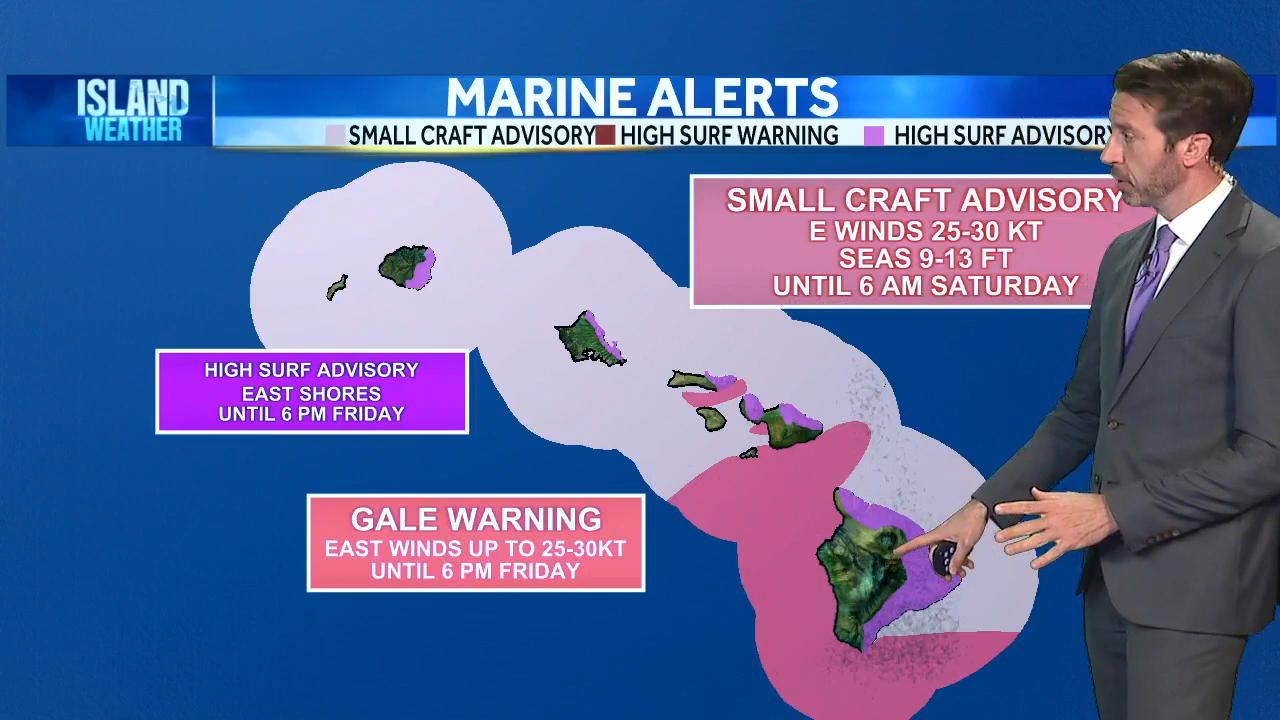 ISLAND
WEATHER
MARINE ALERTS
SMALL CRAFT ADVISORY HIGH SURF WARNING HIGH SURF ADVISORY
SMALL CRAFT ADVISORY
E WINDS 25-30 KT
SEAS 9-13 FT
UNTIL 6 AM SATURDAY
HIGH SURF ADVISORY
EAST SHORES
UNTIL 6 PM FRIDAY
GALE WARNING
EAST WINDS UP TO 25-30KT
UNTIL 6 PM FRIDAY